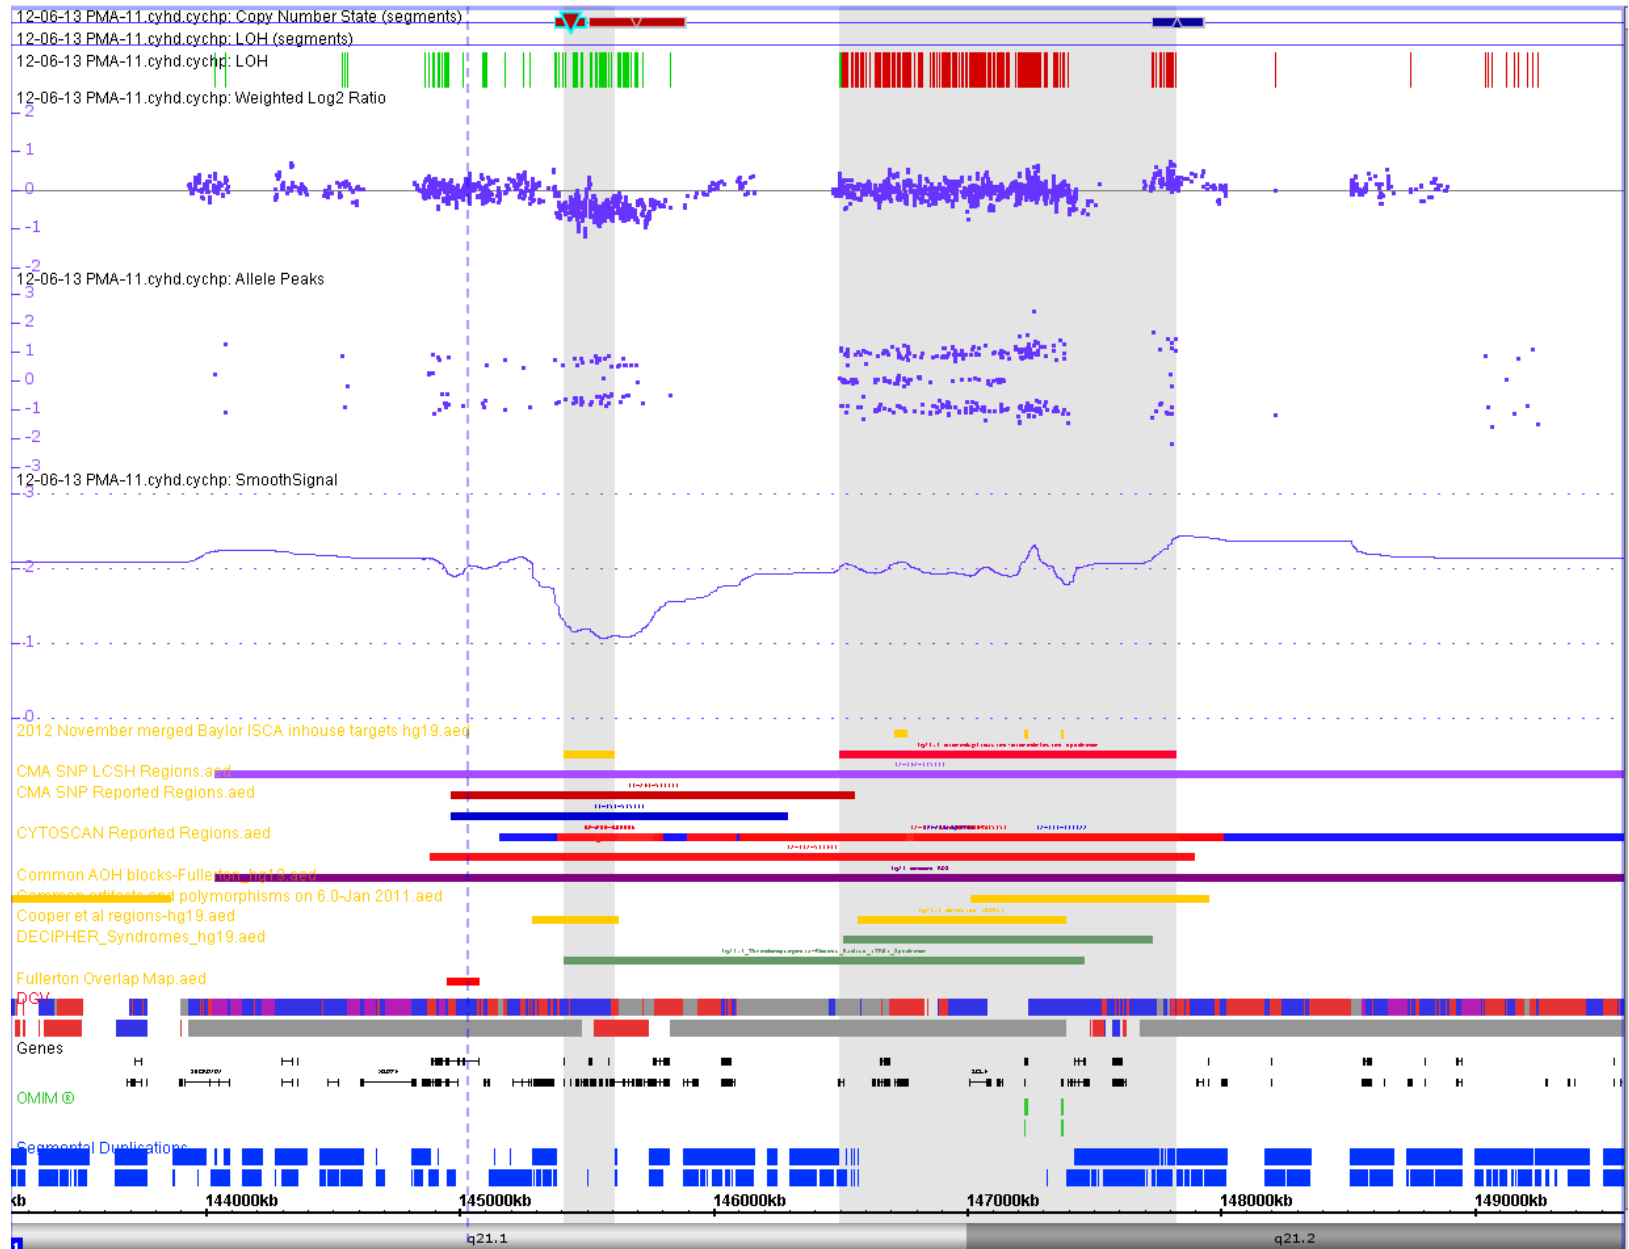 12-06-13 PMA-11.cyhd.cychp: Copy Number State (segments)
12-06-13 PMA-11.cyhd.cychp: LOH (segments)
12-06-13 PMA-11.cyhd.cychp: LOH
12-06-13 PMA-11.cyhd.cychp: Weighted Log2 Ratio
2
1
0
-1
-2
12-06-13 PMA-11.cyhd.cychp: Allele Peaks
3
2
1
0
-1
-2
-3
12-06-13 PMA-11.cyhd.cychp: SmoothSignal
3
2
1
0
2012 November merged Baylor ISCA inhouse targets hg19.aed
CMA SNP LCSH Regions.aed
CMA SNP Reported Regions.aed
CYTOSCAN Reported Regions.aed
Common AOH blocks-Fullerton_hg19.aed
Common artifacts and polymorphisms on 6.0-Jan 2011.aed
Cooper et al regions-hg19.aed
DECIPHER_Syndromes_hg19.aed
Fullerton Overlap Map.aed
DGV
Genes
OMIM ®
Segmental Duplications
kb 144000kb 145000kb 146000kb 147000kb 148000kb 149000kb
q21.1 q21.2
1